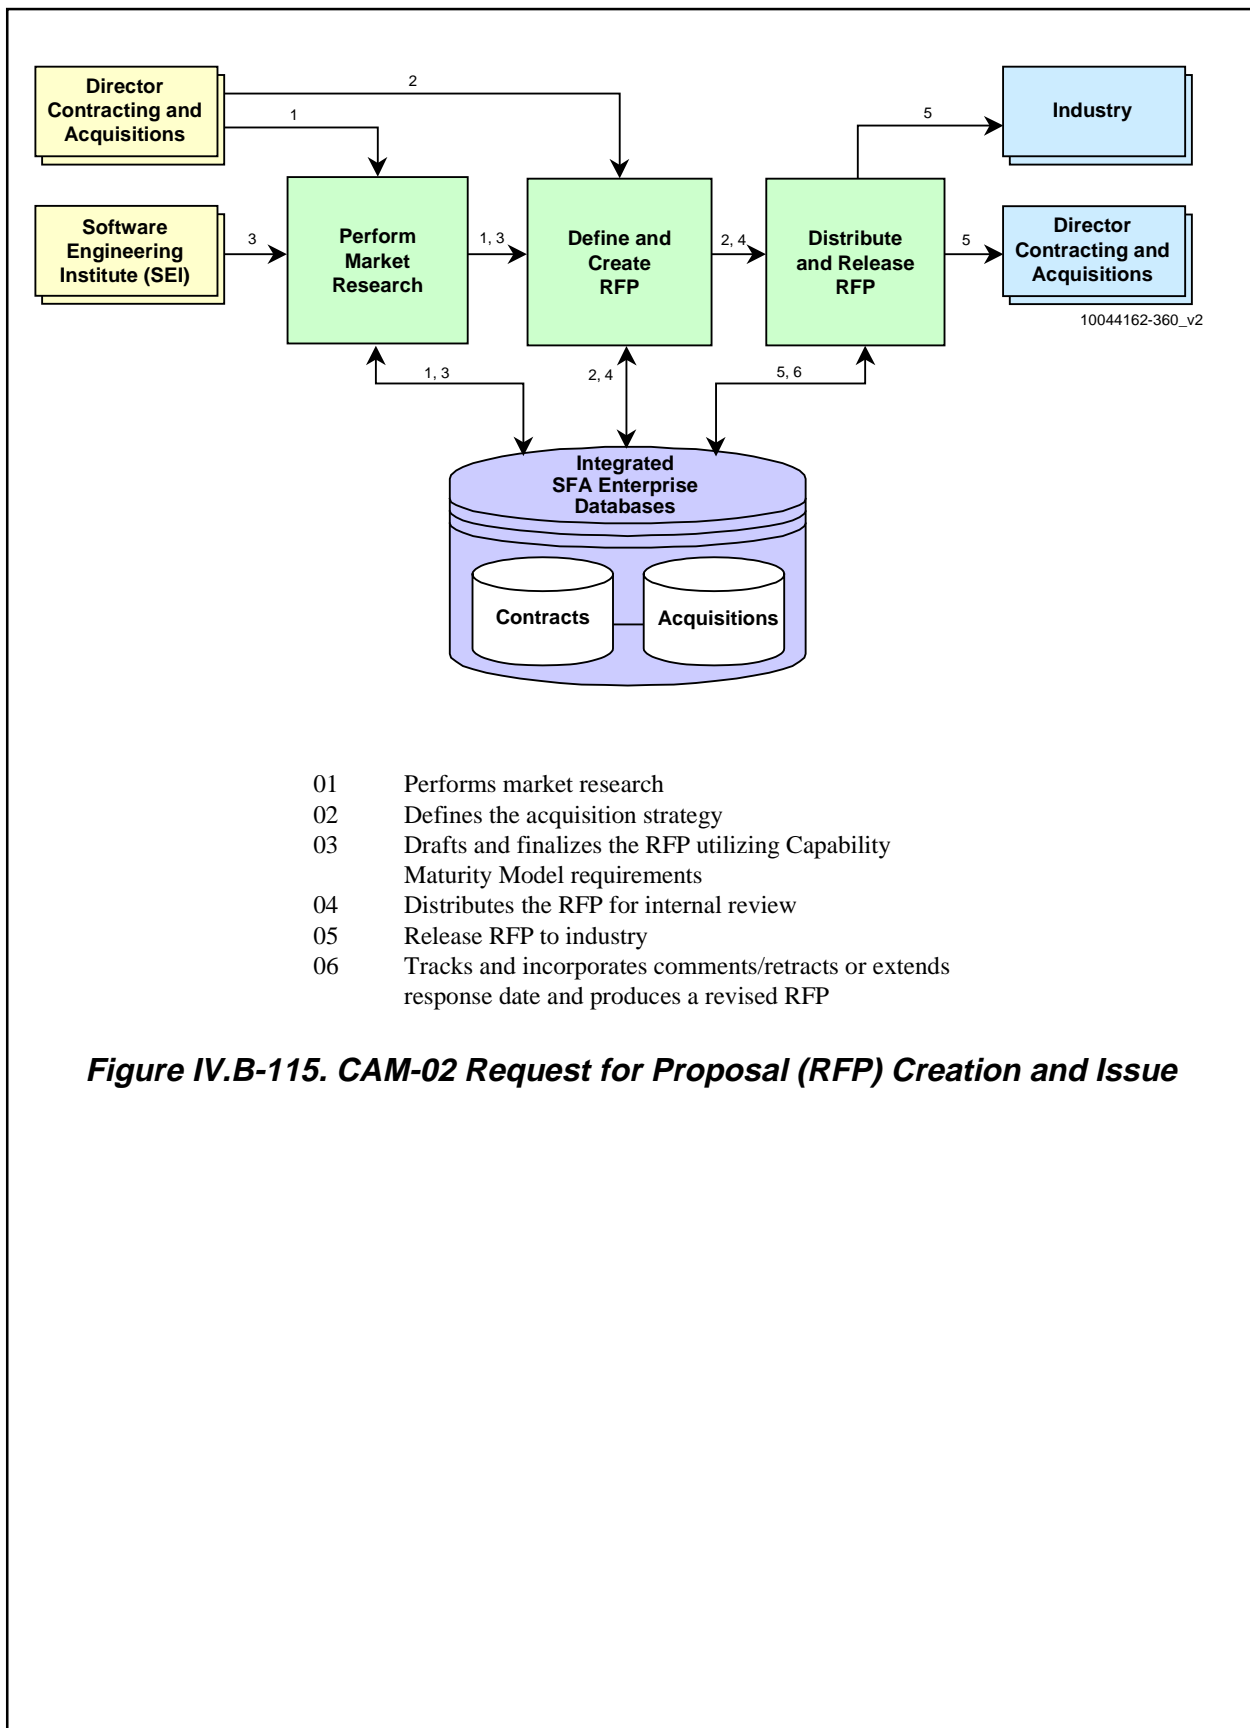 Director
Contracting and
Acquisitions
2
1
5
Industry
Software
Engineering
Institute (SEI)
3
Perform
Market
Research
1, 3
Define and
Create
RFP
2, 4
Distribute
and Release
RFP
5
Director
Contracting and
Acquisitions
10044162-360_v2
1, 3
2, 4
5, 6
Integrated
SFA Enterprise
Databases
Contracts
Acquisitions
01 Performs market research
02 Defines the acquisition strategy
03 Drafts and finalizes the RFP utilizing Capability
Maturity Model requirements
04 Distributes the RFP for internal review
05 Release RFP to industry
06 Tracks and incorporates comments/retracts or extends
response date and produces a revised RFP
Figure IV.B-115. CAM-02 Request for Proposal (RFP) Creation and Issue